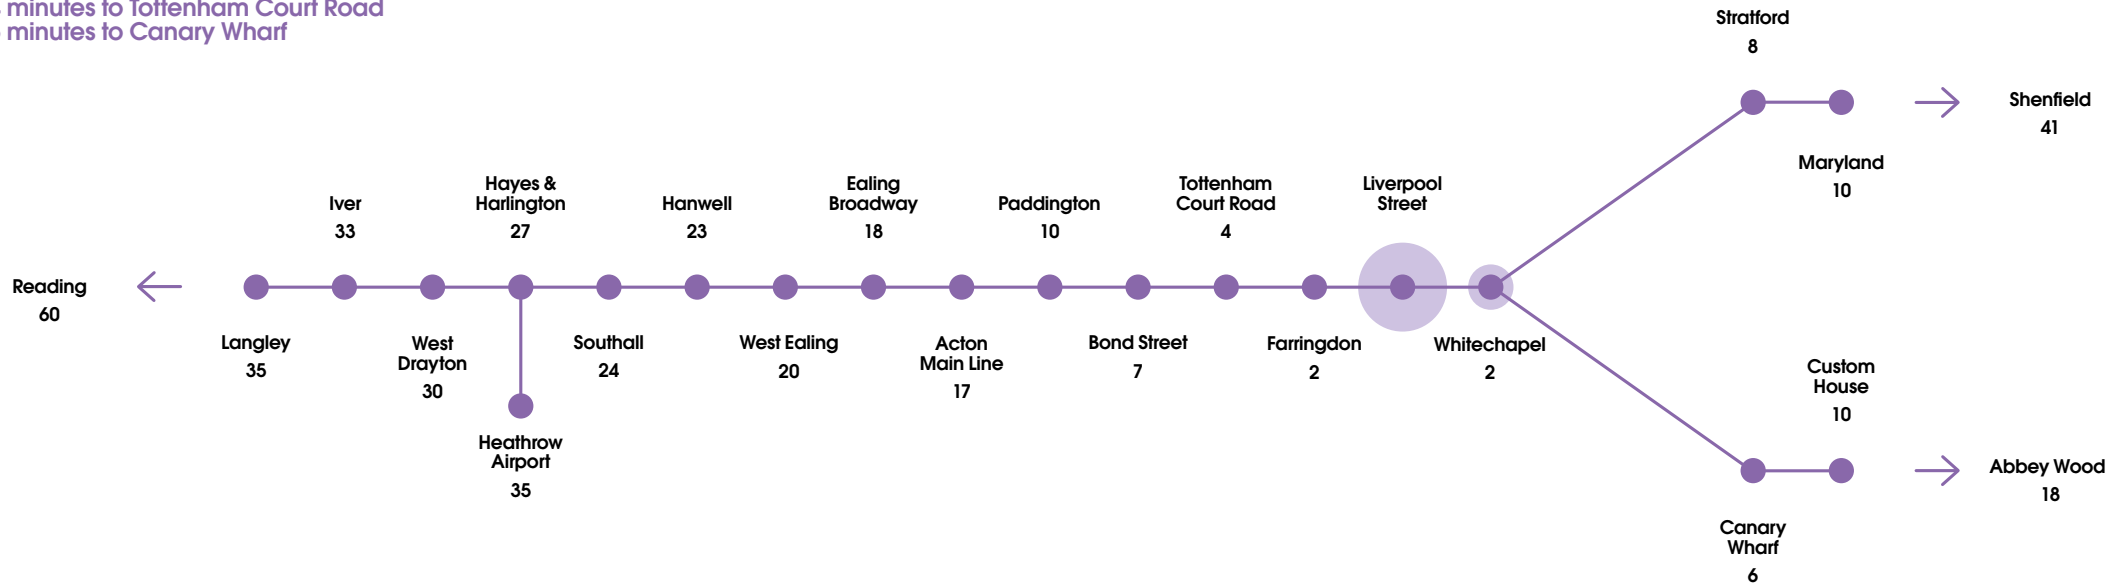 minutes to Tottenham Court Road
minutes to Canary Wharf
Stratford
8
Shenfield
41
Maryland
10
Iver
33
Hayes &
Harlington
27
Hanwell
23
Ealing
Broadway
18
Paddington
10
Tottenham
Court Road
4
Liverpool
Street
Reading
60
Langley
35
West
Drayton
30
Southall
24
West Ealing
20
Acton
Main Line
17
Bond Street
7
Farringdon
2
Whitechapel
2
Heathrow
Airport
35
Custom
House
10
Abbey Wood
18
Canary
Wharf
6